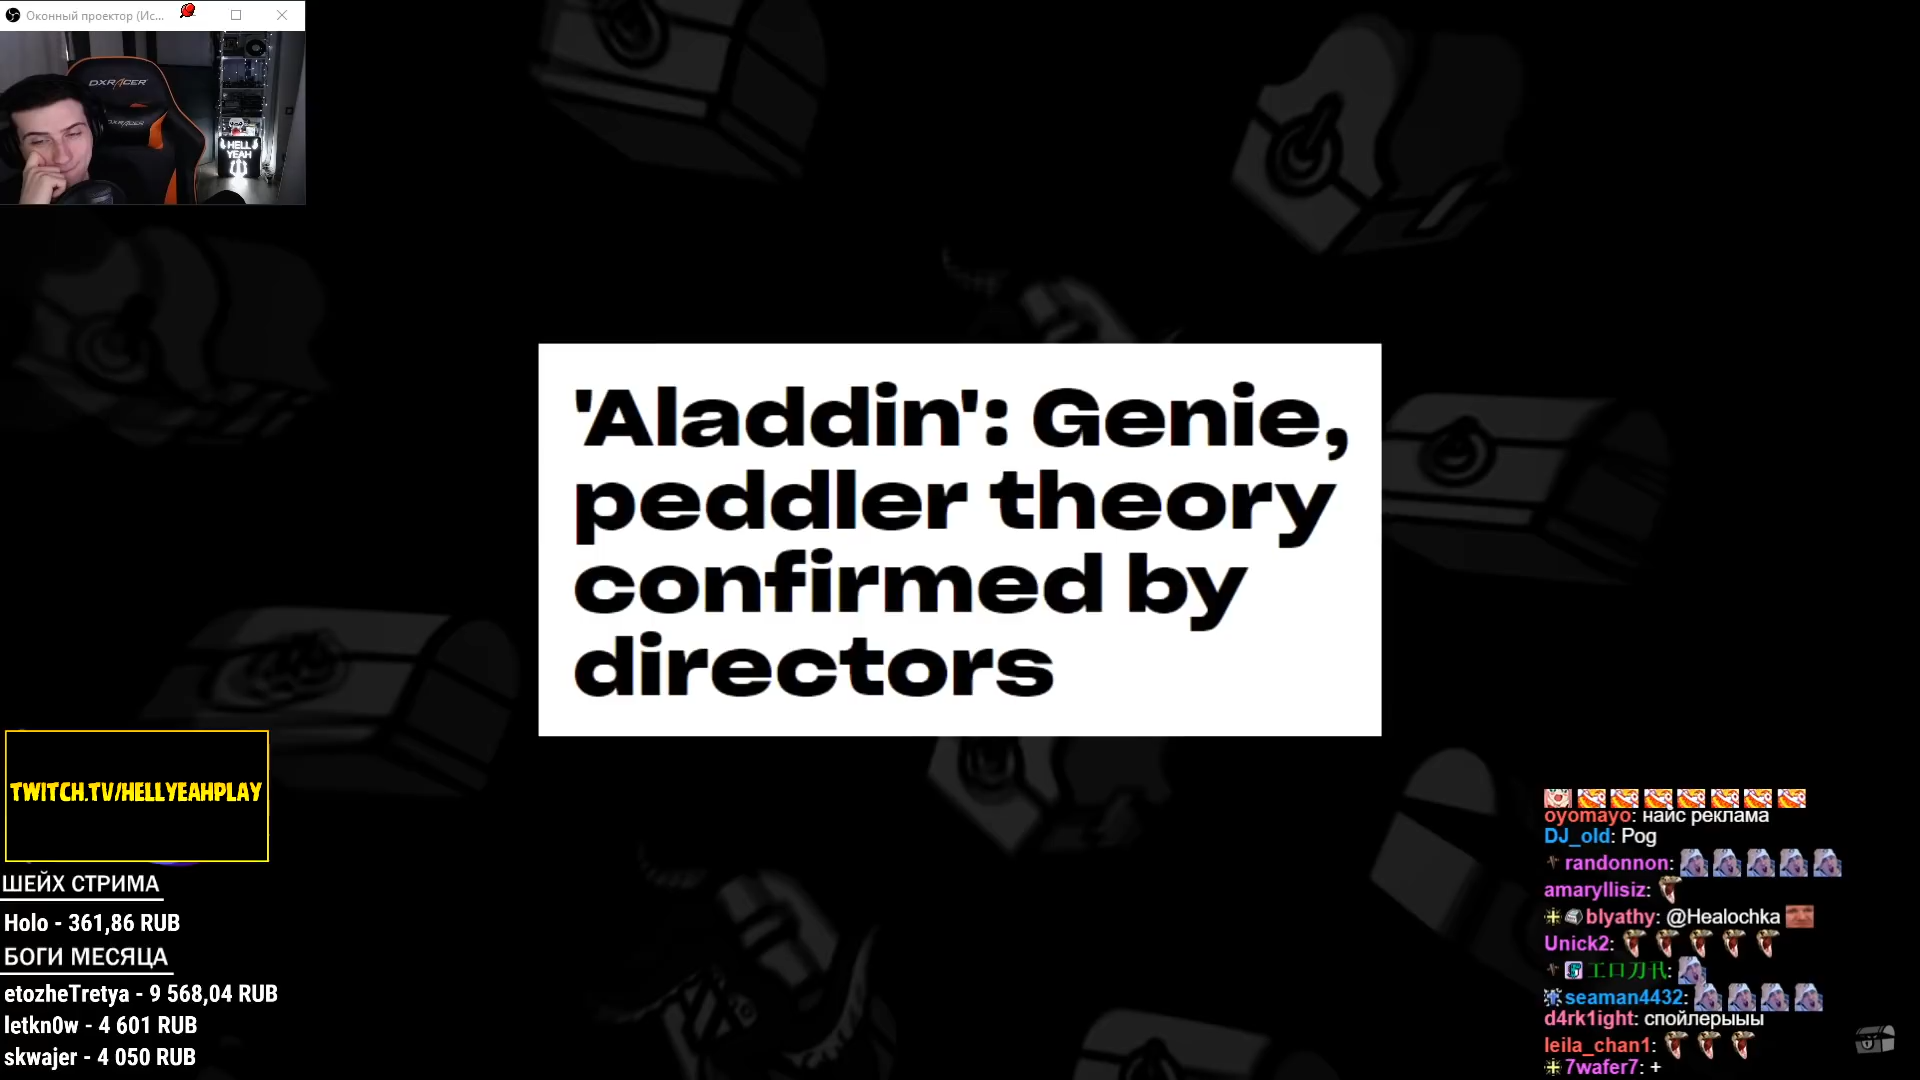 Оконный проектор (Ис...
DXRACER
DXRACER
HELL
YEAH
'Aladdin': Genie,
peddler theory
confirmed by
directors
TWITCH.TV/HELLYEAHPLAY
ШЕЙХ СТРИМА
Holo - 361,86 RUB
БОГИ МЕСЯЦА
etozheTretya - 9 568,04 RUB
letkn0w - 4 601 RUB
skwajer - 4 050 RUB
oyomayo: найс реклама
DJ_old: Pog
randonnon:
amaryllisiz:
blyathy: @Healochka
Unick2:
seaman4432:
d4rk1ight: спойлерыыы
leila_chan1:
7wafer7: +